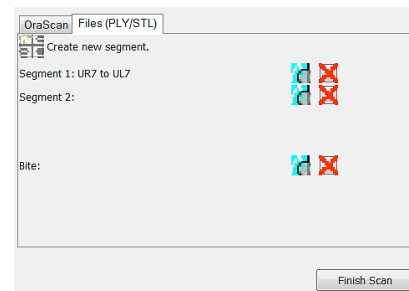 OraScan Files (PLY/STL)
Create new segment.
Segment 1: UR7 to UL7
Segment 2:
Bite:
Finish Scan